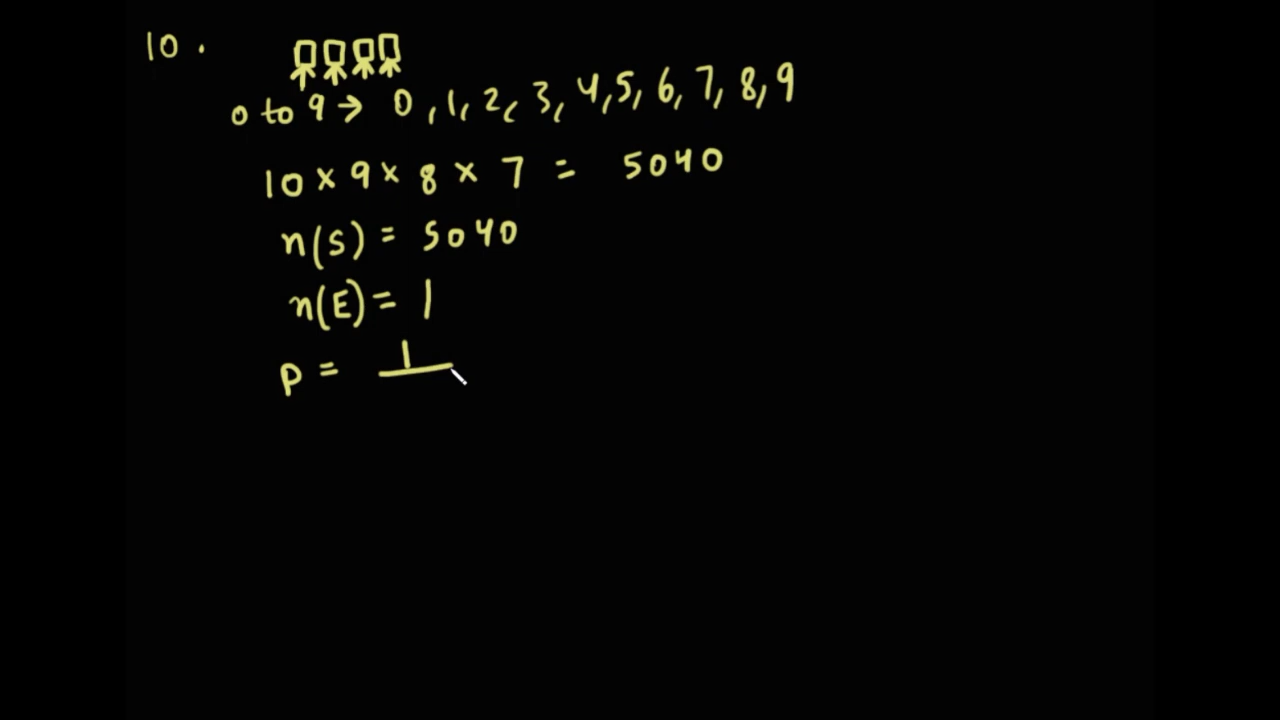 10.
0 to 9 → 0, 1, 2, 3, 4, 5, 6, 7, 8, 9
10 × 9 × 8 × 7 = 5040
n(S) = 5040
n(E) = 1
P = 1